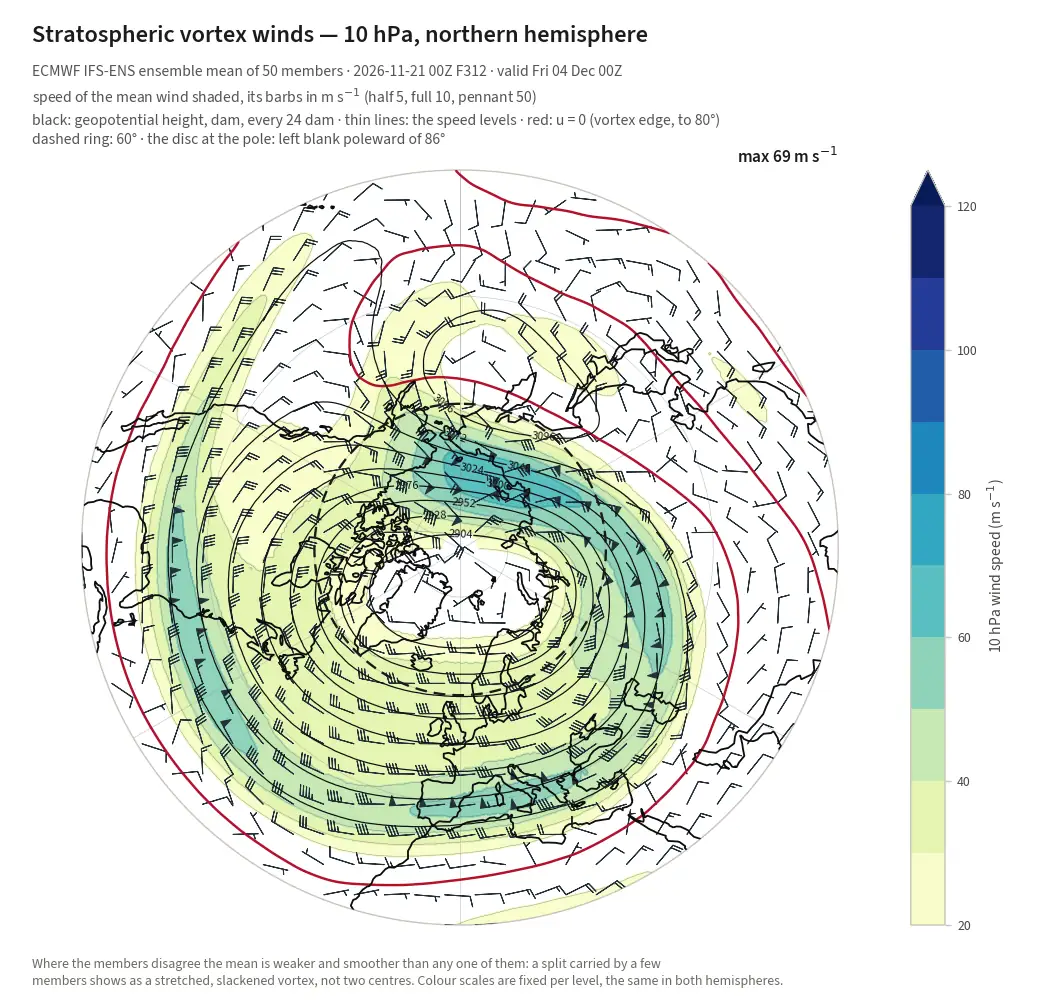 Stratospheric vortex winds — 10 hPa, northern hemisphere
ECMWF IFS-ENS ensemble mean of 50 members · 2026-11-21 00Z F312 · valid Fri 04 Dec 00Z
speed of the mean wind shaded, its barbs in m s⁻¹ (half 5, full 10, pennant 50)
black: geopotential height, dam, every 24 dam · thin lines: the speed levels · red: u = 0 (vortex edge, to 80°)
dashed ring: 60° · the disc at the pole: left blank poleward of 86°
max 69 m s⁻¹
120
100
80
60
40
20
10 hPa wind speed (m s⁻¹)
3096
3024
2952
2904
Where the members disagree the mean is weaker and smoother than any one of them: a split carried by a few
members shows as a stretched, slackened vortex, not two centres. Colour scales are fixed per level, the same in both hemispheres.